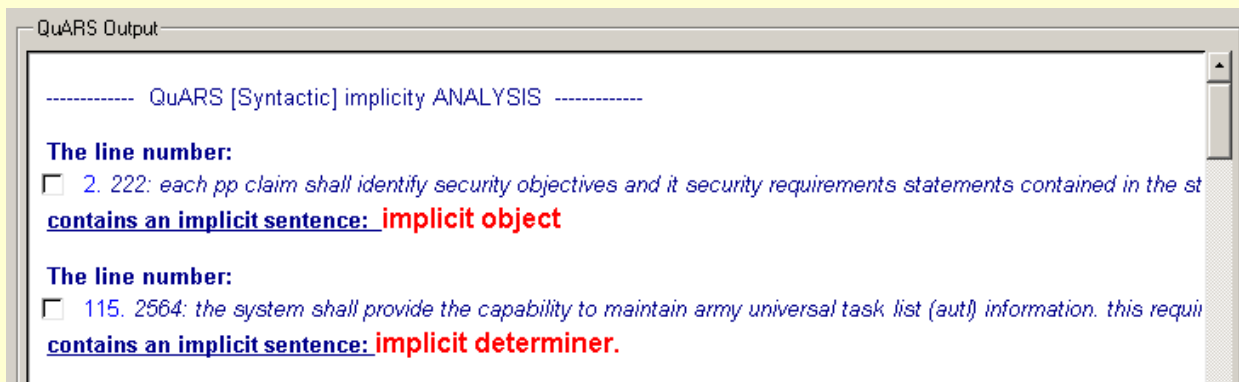 QuARS Output
------------- QuARS [Syntactic] implicity ANALYSIS -------------
The line number:
2. 222: each pp claim shall identify security objectives and it security requirements statements contained in the st
contains an implicit sentence: implicit object
The line number:
115. 2564: the system shall provide the capability to maintain army universal task list (autl) information. this requir
contains an implicit sentence: implicit determiner.